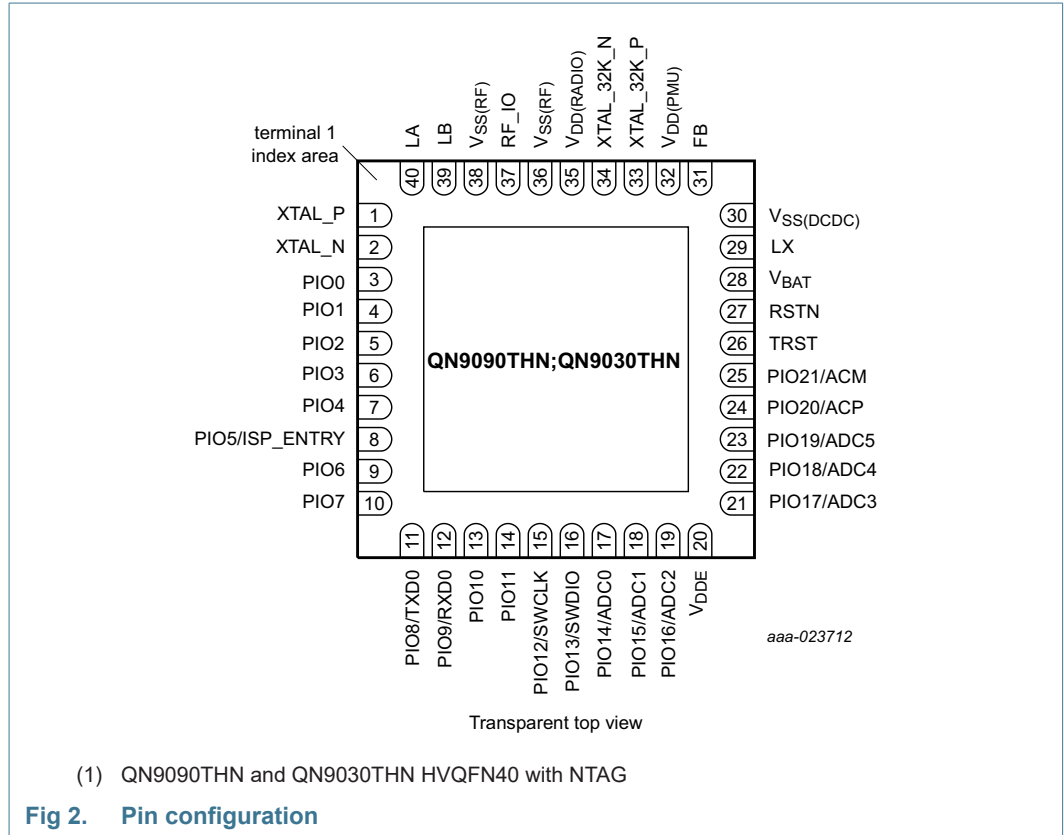 LA
LB
VSS(RF)
RF_IO
VSS(RF)
VDD(RADIO)
XTAL_32K_N
XTAL_32K_P
VDD(PMU)
FB
terminal 1
index area
40
39
38
37
36
35
34
33
32
31
XTAL_P 1
XTAL_N 2
PIO0 3
PIO1 4
PIO2 5
PIO3 6
PIO4 7
PIO5/ISP_ENTRY 8
PIO6 9
PIO7 10
QN9090THN;QN9030THN
30 VSS(DCDC)
29 LX
28 VBAT
27 RSTN
26 TRST
25 PIO21/ACM
24 PIO20/ACP
23 PIO19/ADC5
22 PIO18/ADC4
21 PIO17/ADC3
11
12
13
14
15
16
17
18
19
20
PIO8/TXD0
PIO9/RXD0
PIO10
PIO11
PIO12/SWCLK
PIO13/SWDIO
PIO14/ADC0
PIO15/ADC1
PIO16/ADC2
VDDE
aaa-023712
Transparent top view
(1) QN9090THN and QN9030THN HVQFN40 with NTAG
Fig 2. Pin configuration